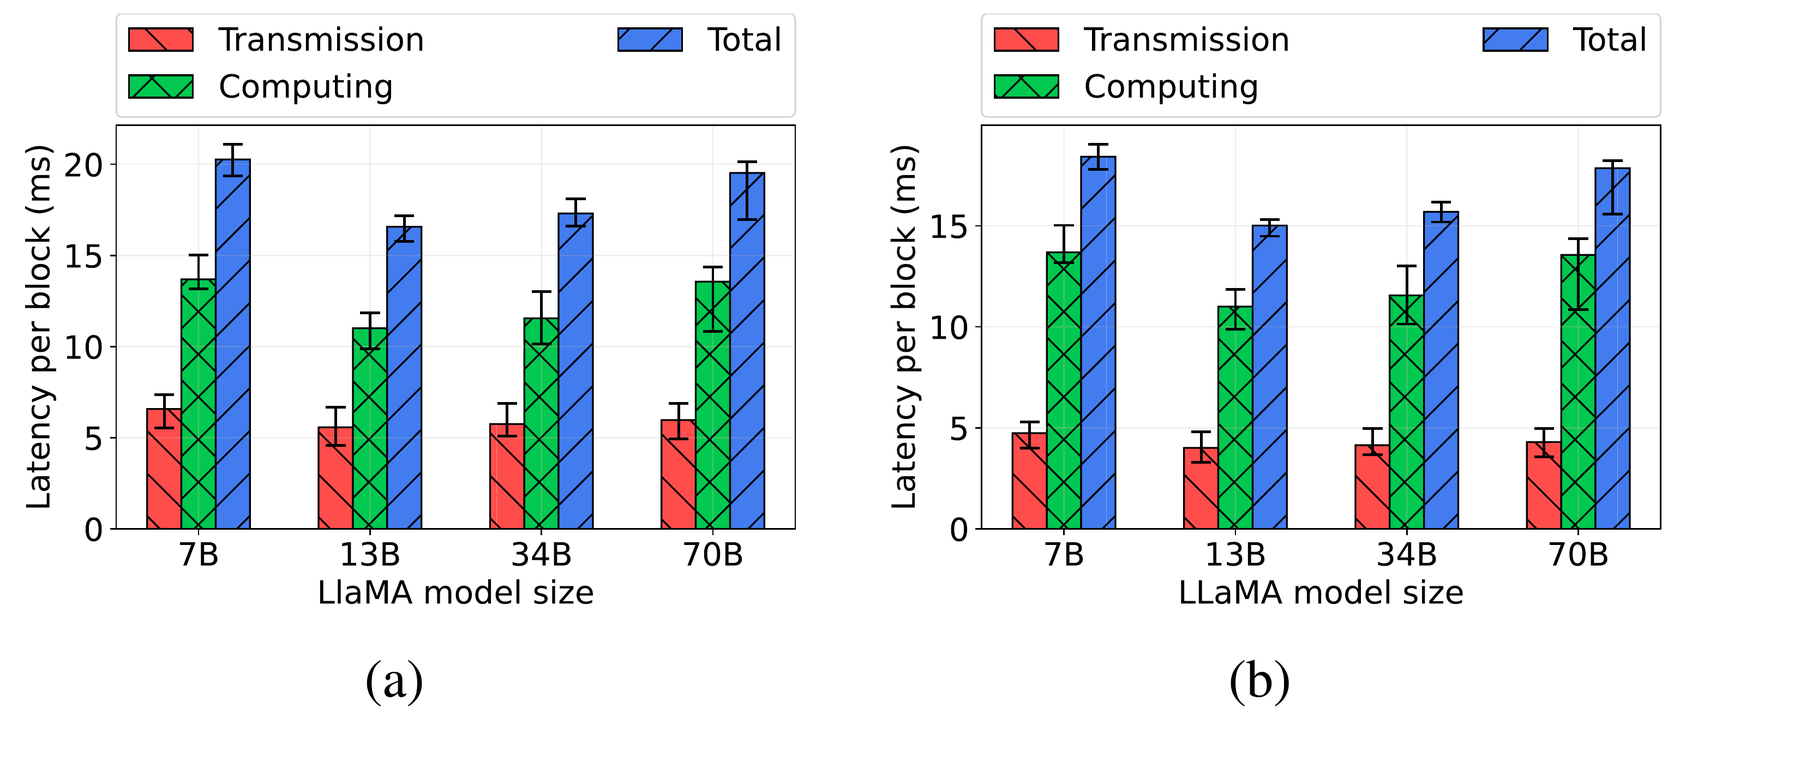 Transmission Total
Computing
Latency per block (ms)
20
15
10
5
0
7B 13B 34B 70B
LlaMA model size
(a)
Transmission Total
Computing
Latency per block (ms)
15
10
5
0
7B 13B 34B 70B
LLaMA model size
(b)